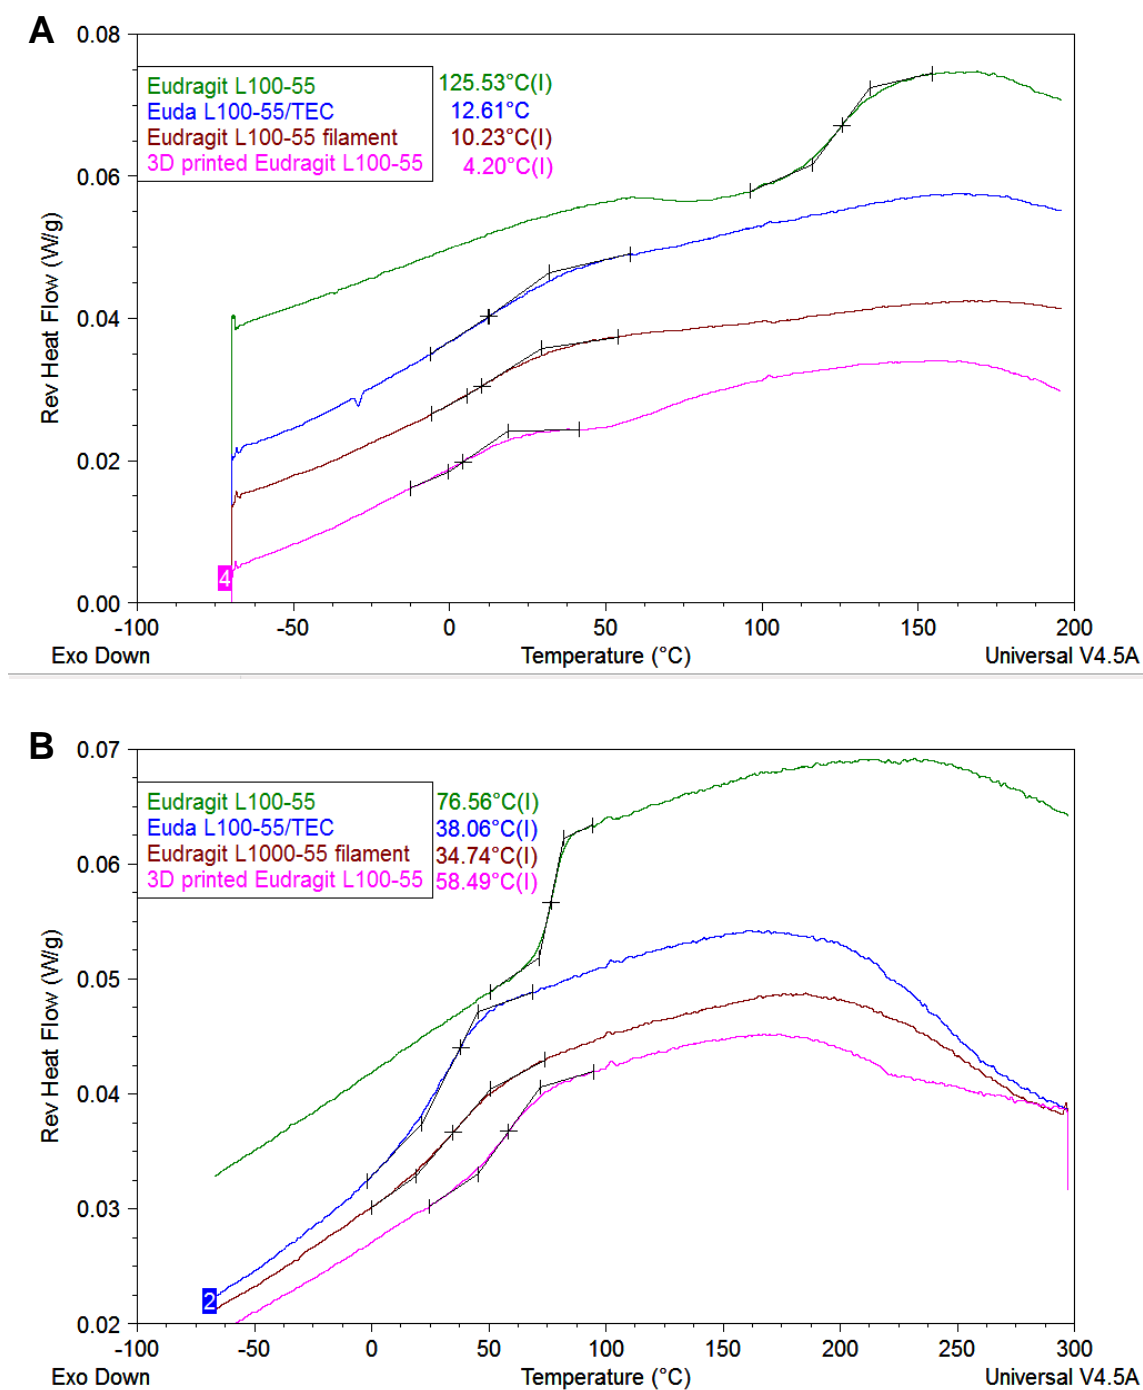 A
0.08
Eudragit L100-55 125.53°C(I)
Euda L100-55/TEC 12.61°C
Eudragit L100-55 filament 10.23°C(I)
3D printed Eudragit L100-55 4.20°C(I)
0.06
Rev Heat Flow (W/g)
0.04
0.02
4
0.00
-100 -50 0 50 100 150 200
Exo Down Temperature (°C) Universal V4.5A
B
0.07
Eudragit L100-55 76.56°C(I)
Euda L100-55/TEC 38.06°C(I)
Eudragit L1000-55 filament 34.74°C(I)
3D printed Eudragit L100-55 58.49°C(I)
0.06
0.05
Rev Heat Flow (W/g)
0.04
0.03
2
0.02
-100 -50 0 50 100 150 200 250 300
Exo Down Temperature (°C) Universal V4.5A